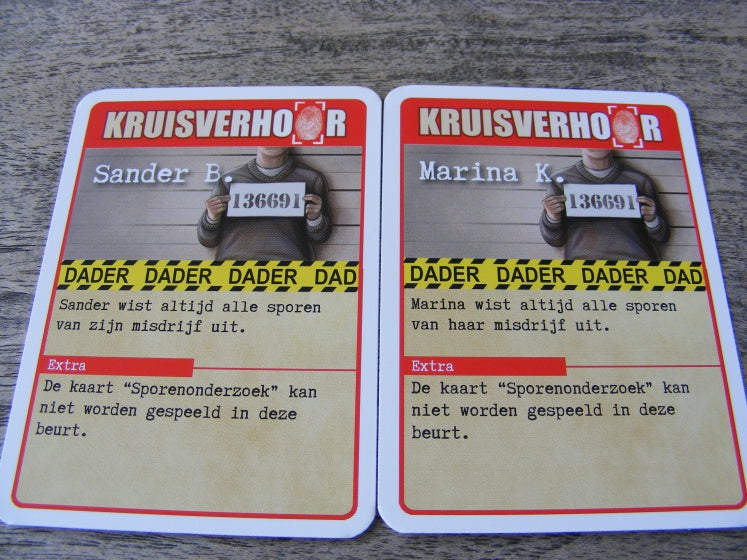 KRUISVERHOOR
Sander B.
136691
DADER DADER DADER DAD
Sander wist altijd alle sporen
van zijn misdrijf uit.
Extra
De kaart “Sporenonderzoek” kan
niet worden gespeeld in deze
beurt.
KRUISVERHOOR
Marina K.
136691
DADER DADER DADER DAD
Marina wist altijd alle sporen
van haar misdrijf uit.
Extra
De kaart “Sporenonderzoek” kan
niet worden gespeeld in deze
beurt.